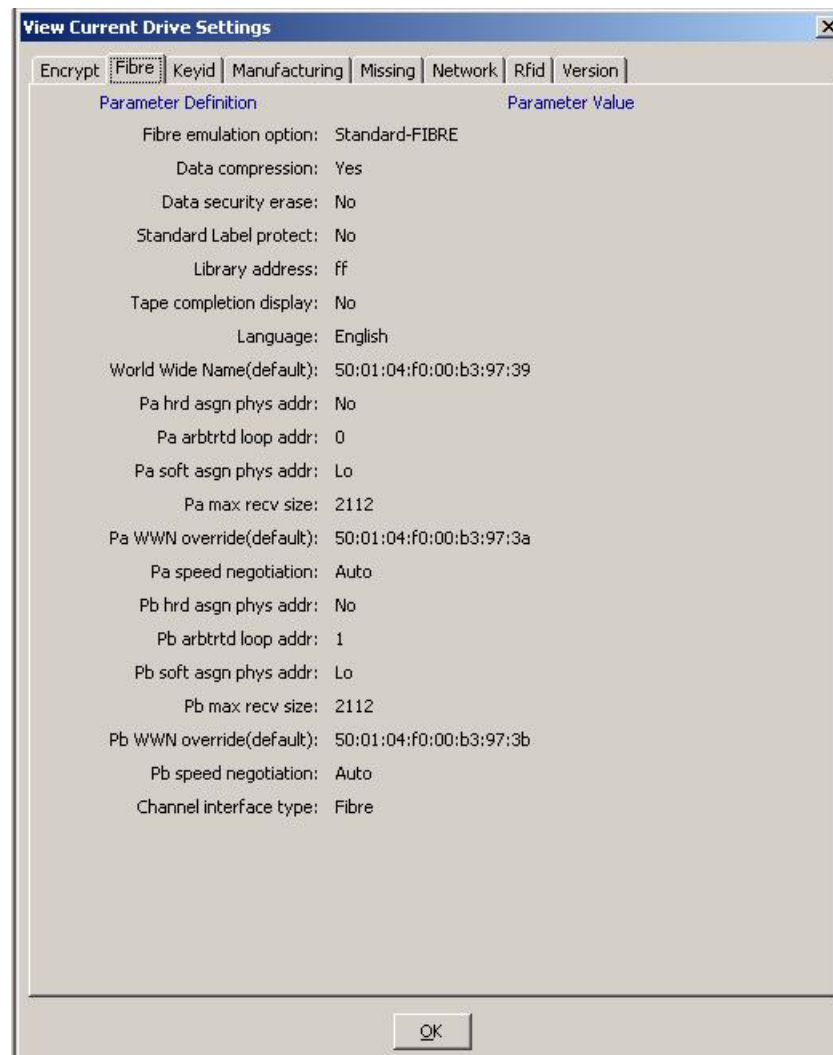 View Current Drive Settings
Encrypt Fibre Keyid Manufacturing Missing Network Rfid Version
Parameter Definition Parameter Value
Fibre emulation option: Standard-FIBRE
Data compression: Yes
Data security erase: No
Standard Label protect: No
Library address: ff
Tape completion display: No
Language: English
World Wide Name(default): 50:01:04:f0:00:b3:97:39
Pa hrd asgn phys addr: No
Pa arbtrtd loop addr: 0
Pa soft asgn phys addr: Lo
Pa max recv size: 2112
Pa WWN override(default): 50:01:04:f0:00:b3:97:3a
Pa speed negotiation: Auto
Pb hrd asgn phys addr: No
Pb arbtrtd loop addr: 1
Pb soft asgn phys addr: Lo
Pb max recv size: 2112
Pb WWN override(default): 50:01:04:f0:00:b3:97:3b
Pb speed negotiation: Auto
Channel interface type: Fibre
OK